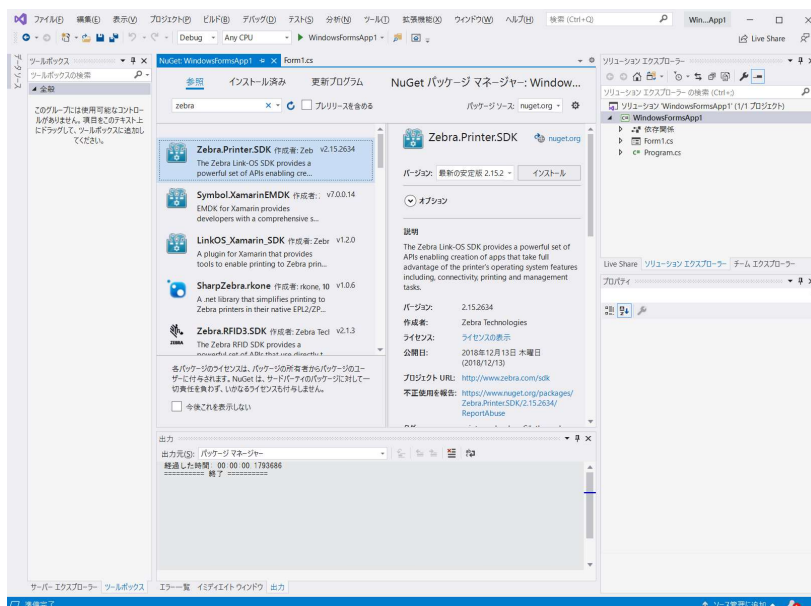 ファイル(F) 編集(E) 表示(V) プロジェクト(P) ビルド(B) デバッグ(D) テスト(S) 分析(N) ツール(T) 拡張機能(X) ウィンドウ(W) ヘルプ(H) 検索 (Ctrl+Q) Win...App1
Debug Any CPU WindowsFormsApp1 Live Share
データソース
ツールボックス
ツールボックスの検索
全般
このグループには使用可能なコントロー
ルがありません。項目をこのテキスト上
にドラッグして、ツールボックスに追加し
てください。
サーバー エクスプローラー ツールボックス
NuGet: WindowsFormsApp1 Form1.cs
参照 インストール済み 更新プログラム NuGet パッケージ マネージャー: Window...
zebra プレリリースを含める パッケージ ソース: nuget.org
Zebra.Printer.SDK 作成者: Zeb v2.15.2634
The Zebra Link-OS SDK provides a
powerful set of APIs enabling cre...
Symbol.XamarinEMDK 作成者: v7.0.0.14
EMDK for Xamarin provides
developers with a comprehensive s...
LinkOS_Xamarin_SDK 作成者: Zebr v1.2.0
A plugin for Xamarin that provides
tools to enable printing to Zebra prin...
SharpZebra.rkone 作成者: rkone, 10 v1.0.6
A .net library that simplifies printing to
Zebra printers in their native EPL2/ZP...
Zebra.RFID3.SDK 作成者: Zebra Tecl v2.1.3
ZEBRA
The Zebra RFID SDK provides a
powerful set of APIs that use directly t
各パッケージのライセンスは、パッケージの所有者からパッケージのユー
ザーに付与されます。NuGet は、サードパーティのパッケージに対して一
切責任を負わず、いかなるライセンスも付与しません。
今後これを表示しない
Zebra.Printer.SDK nuget.org
バージョン: 最新の安定版 2.15.2 インストール
オプション
説明
The Zebra Link-OS SDK provides a powerful set of
APIs enabling creation of apps that take full
advantage of the printer's operating system features
including, connectivity, printing and management
tasks.
バージョン: 2.15.2634
作成者: Zebra Technologies
ライセンス: ライセンスの表示
公開日: 2018年12月13日 木曜日
(2018/12/13)
プロジェクト URL: http://www.zebra.com/sdk
不正使用を報告: https://www.nuget.org/packages/
Zebra.Printer.SDK/2.15.2634/
ReportAbuse
出力
出力元(S): パッケージ マネージャー
経過した時間: 00:00:00.1793686
========== 終了 ==========
エラー一覧 イミディエイト ウィンドウ 出力
ソリューション エクスプローラー
ソリューション エクスプローラー の検索 (Ctrl+;)
ソリューション 'WindowsFormsApp1' (1/1 プロジェクト)
WindowsFormsApp1
依存関係
Form1.cs
Program.cs
Live Share ソリューション エクスプローラー チーム エクスプローラー
プロパティ
準備完了 ソース管理に追加